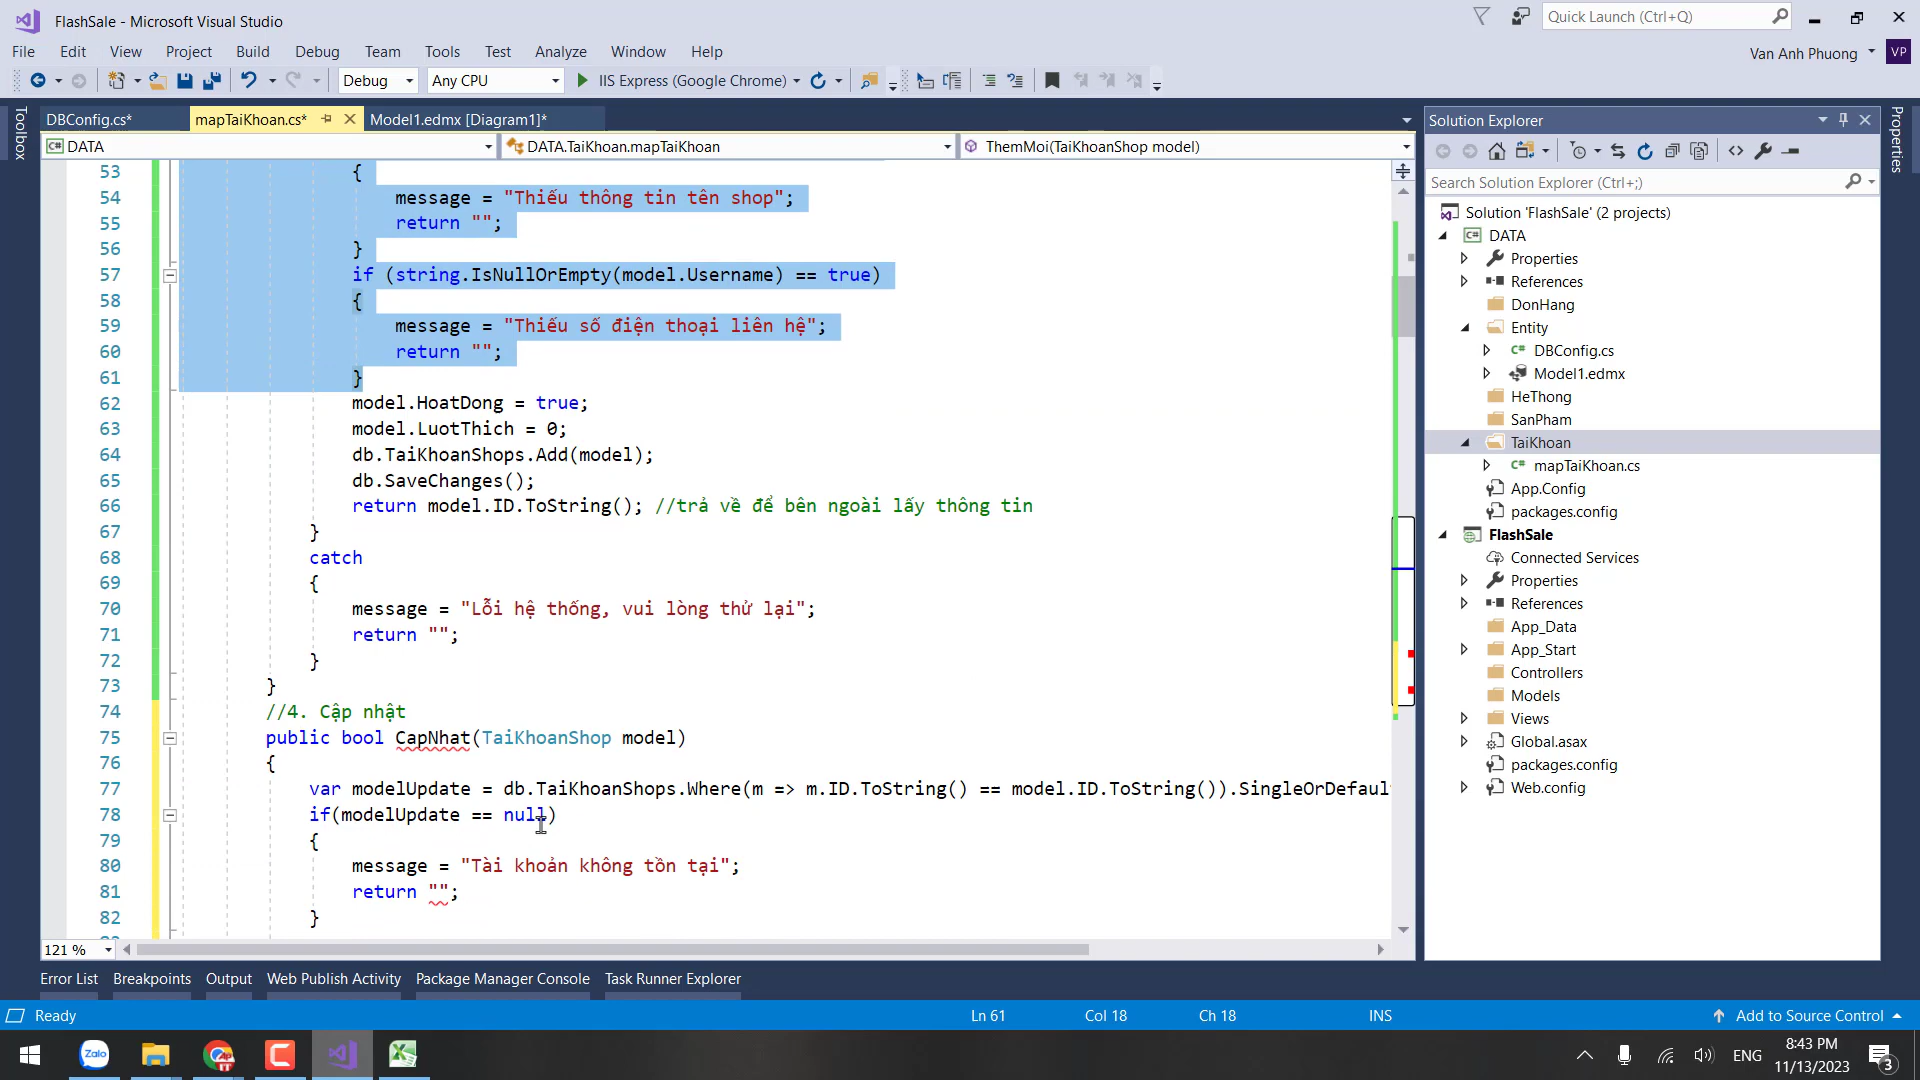 FlashSale - Microsoft Visual Studio
Quick Launch (Ctrl+Q)
File Edit View Project Build Debug Team Tools Test Analyze Window Help
Van Anh Phuong VP
Debug Any CPU IIS Express (Google Chrome)
Toolbox
DBConfig.cs* mapTaiKhoan.cs* Model1.edmx [Diagram1]*
DATA DATA.TaiKhoan.mapTaiKhoan ThemMoi(TaiKhoanShop model)
53 {
54 message = "Thiếu thông tin tên shop";
55 return "";
56 }
57 if (string.IsNullOrEmpty(model.Username) == true)
58 {
59 message = "Thiếu số điện thoại liên hệ";
60 return "";
61 }
62 model.HoatDong = true;
63 model.LuotThich = 0;
64 db.TaiKhoanShops.Add(model);
65 db.SaveChanges();
66 return model.ID.ToString(); //trả về để bên ngoài lấy thông tin
67 }
68 catch
69 {
70 message = "Lỗi hệ thống, vui lòng thử lại";
71 return "";
72 }
73 }
74 //4. Cập nhật
75 public bool CapNhat(TaiKhoanShop model)
76 {
77 var modelUpdate = db.TaiKhoanShops.Where(m => m.ID.ToString() == model.ID.ToString()).SingleOrDefaul
78 if(modelUpdate == null)
79 {
80 message = "Tài khoản không tồn tại";
81 return "";
82 }
121 %
Solution Explorer
Search Solution Explorer (Ctrl+;)
Solution 'FlashSale' (2 projects)
DATA
Properties
References
DonHang
Entity
DBConfig.cs
Model1.edmx
HeThong
SanPham
TaiKhoan
mapTaiKhoan.cs
App.Config
packages.config
FlashSale
Connected Services
Properties
References
App_Data
App_Start
Controllers
Models
Views
Global.asax
packages.config
Web.config
Properties
Error List Breakpoints Output Web Publish Activity Package Manager Console Task Runner Explorer
Ready Ln 61 Col 18 Ch 18 INS Add to Source Control
Zalo
ENG
8:43 PM
11/13/2023
3